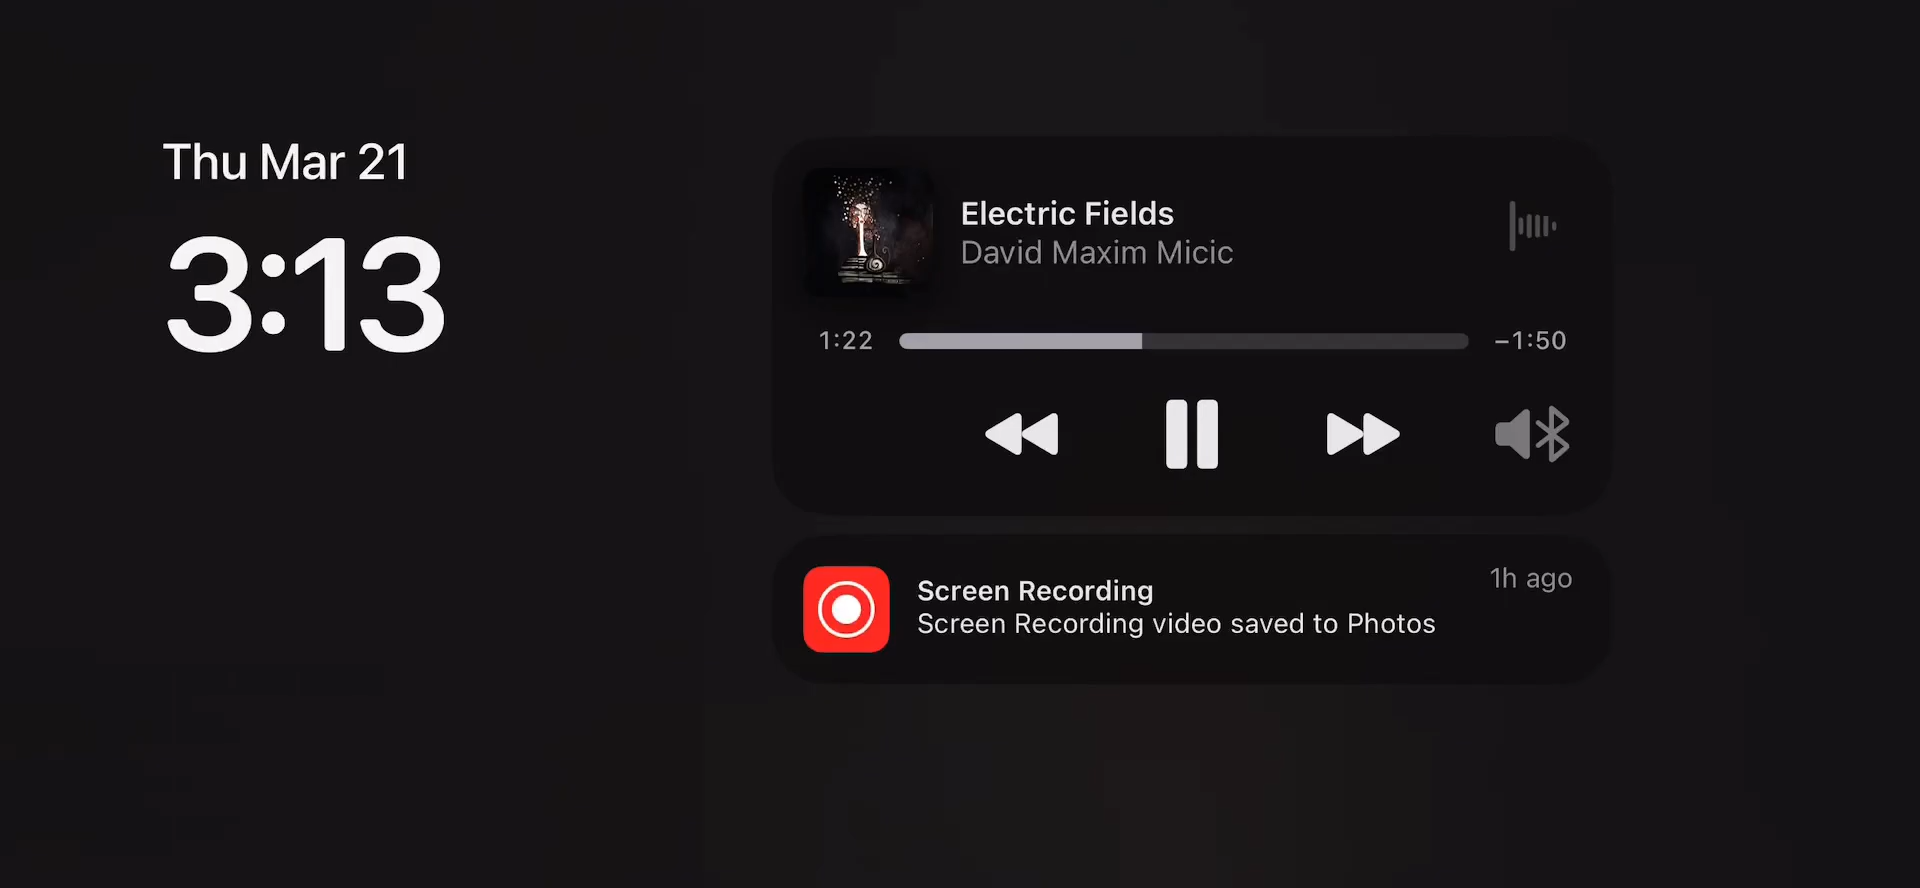 Thu Mar 21
3:13
Electric Fields
David Maxim Micic
1:22
–1:50
Screen Recording
1h ago
Screen Recording video saved to Photos